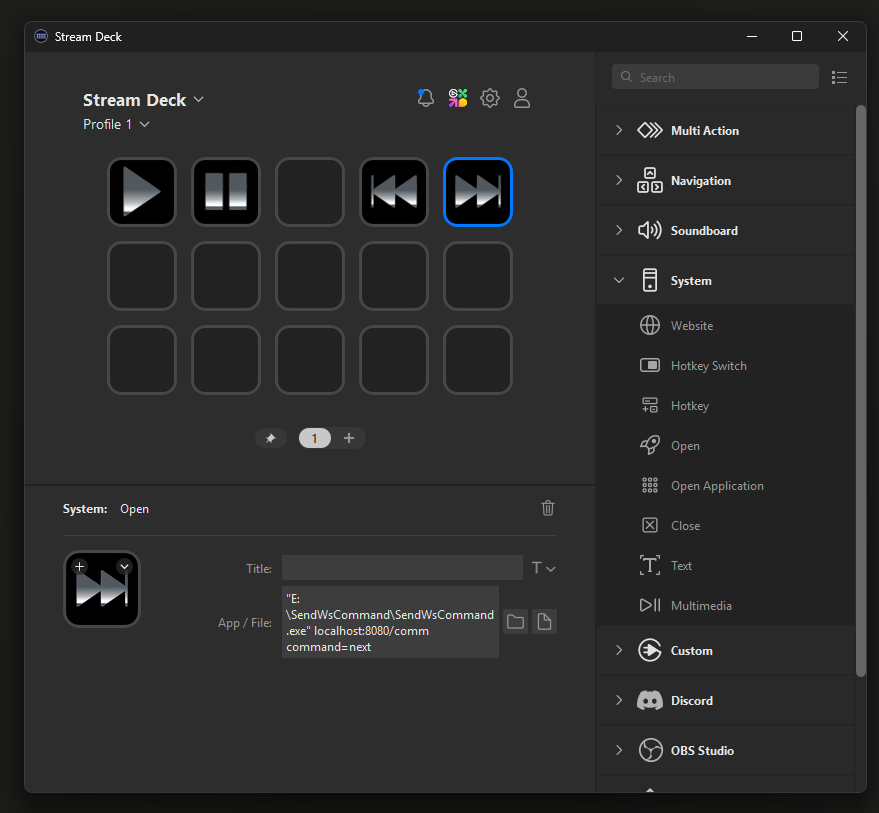 Stream Deck
Stream Deck
Profile 1
1
System: Open
Title:
T
App / File:
"E:
\SendWsCommand\SendWsCommand
.exe" localhost:8080/comm
command=next
Search
Multi Action
Navigation
Soundboard
System
Website
Hotkey Switch
Hotkey
Open
Open Application
Close
Text
Multimedia
Custom
Discord
OBS Studio